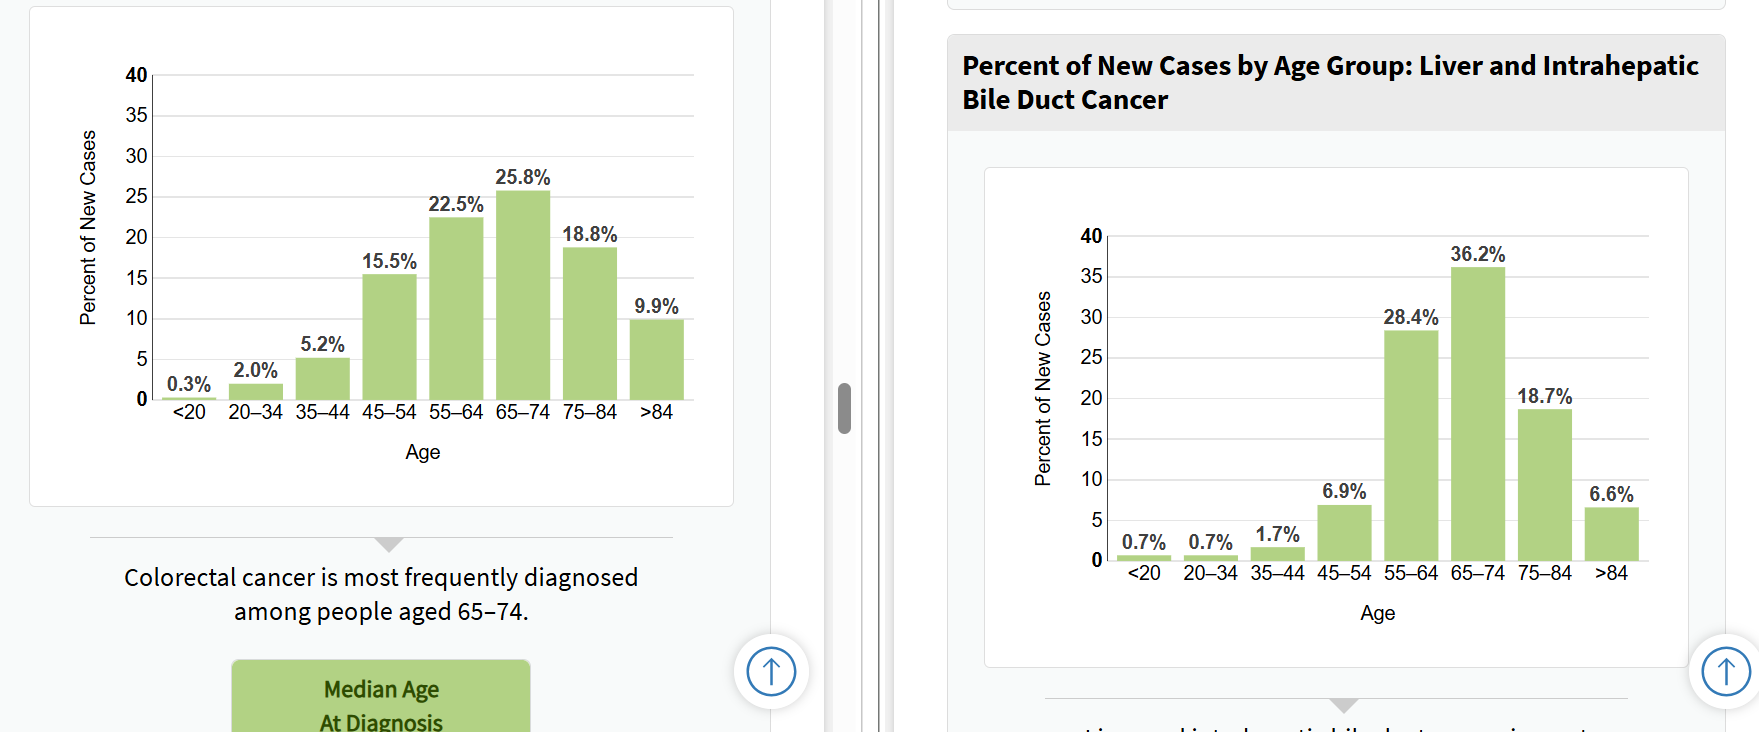 40
35
30
25
20
15
10
5
0
Percent of New Cases
0.3%
2.0%
5.2%
15.5%
22.5%
25.8%
18.8%
9.9%
<20 20–34 35–44 45–54 55–64 65–74 75–84 >84
Age
Colorectal cancer is most frequently diagnosed
among people aged 65–74.
Median Age
At Diagnosis
Percent of New Cases by Age Group: Liver and Intrahepatic
Bile Duct Cancer
40
35
30
25
20
15
10
5
0
Percent of New Cases
0.7%
0.7%
1.7%
6.9%
28.4%
36.2%
18.7%
6.6%
<20 20–34 35–44 45–54 55–64 65–74 75–84 >84
Age